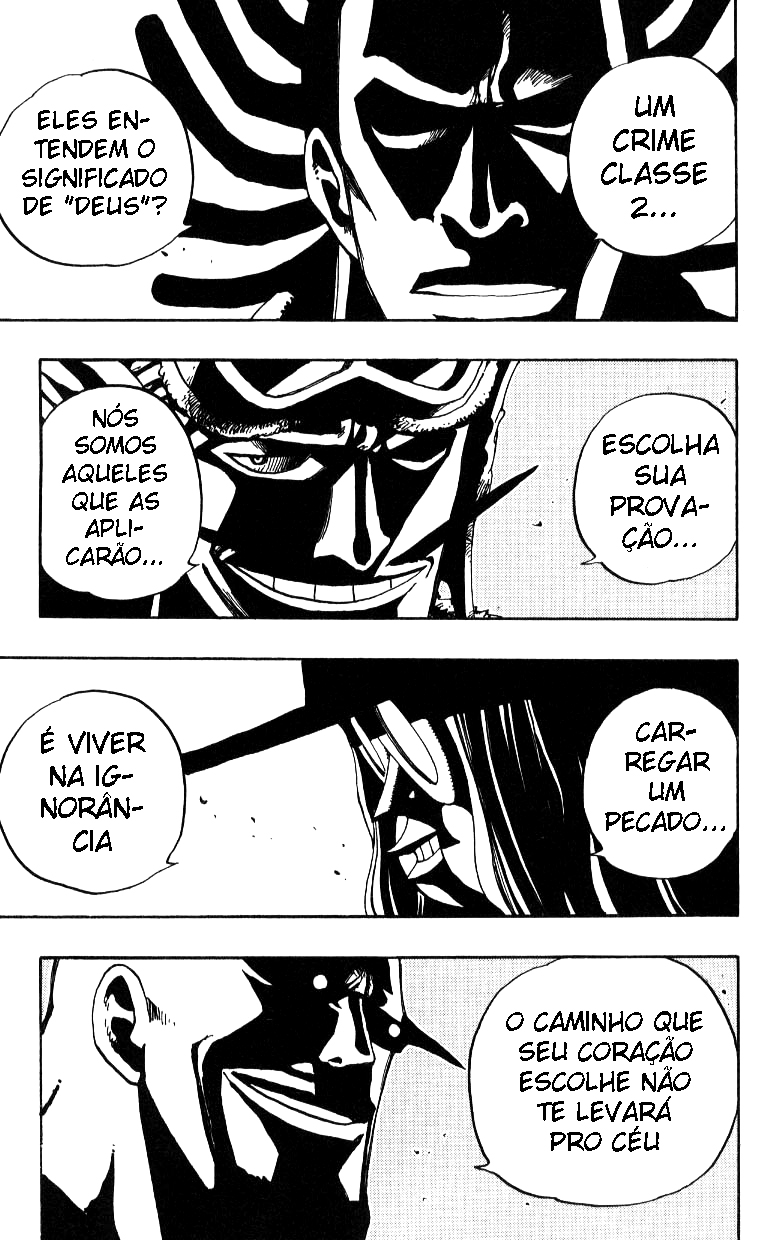 UM
CRIME
CLASSE
2...
ELES EN-
TENDEM O
SIGNIFICADO
DE "DEUS"?
ESCOLHA
SUA
PROVA-
ÇÃO...
NÓS
SOMOS
AQUELES
QUE AS
APLI-
CARÃO...
CAR-
REGAR
UM
PECADO...
É VIVER
NA IG-
NORÂN-
CIA
O CAMINHO QUE
SEU CORAÇÃO
ESCOLHE NÃO
TE LEVARÁ
PRO CÉU